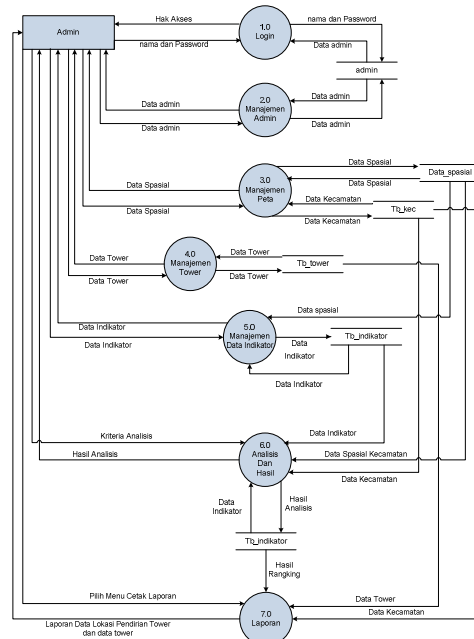 Admin
Hak Akses
nama dan Password
1.0
Login
nama dan Password
Data admin
admin
Data admin
Data admin
2.0
Manajemen
Admin
Data admin
Data admin
Data Spasial
Data Spasial
3.0
Manajemen
Peta
Data Spasial
Data Spasial
Data_spasial
Data Kecamatan
Data Kecamatan
Tb_kec
Data Tower
Data Tower
4.0
Manajemen
Tower
Data Tower
Data Tower
Tb_tower
Data spasial
Data Indikator
Data Indikator
5.0
Manajemen
Data Indikator
Data
Indikator
Tb_indikator
Data Indikator
Kriteria Analisis
Hasil Analisis
6.0
Analisis
Dan
Hasil
Data Indikator
Data Spasial Kecamatan
Data Kecamatan
Data
Indikator
Hasil
Analisis
Tb_indikator
Hasil
Rangking
Pilih Menu Cetak Laporan
Laporan Data Lokasi Pendirian Tower
dan data tower
7.0
Laporan
Data Tower
Data Kecamatan